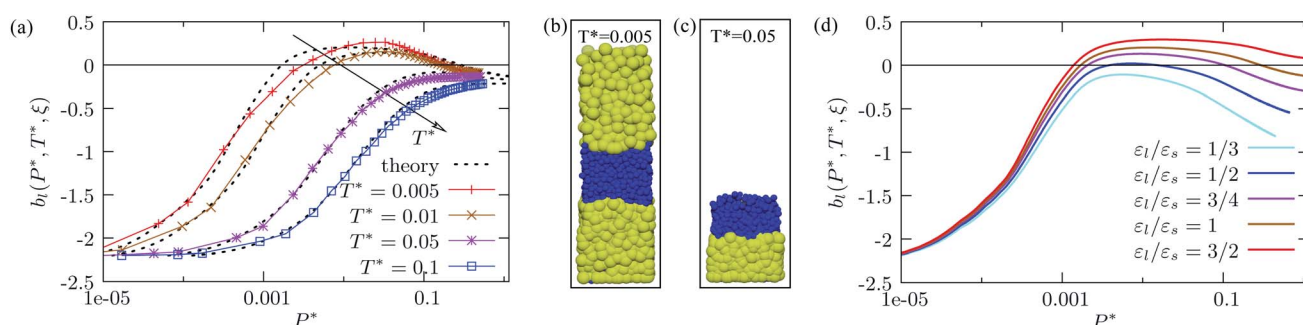 (a)
b_l(P*, T*, ξ)
0.5
0
-0.5
-1
-1.5
-2
-2.5
1e-05
0.001
0.1
P*
T*
theory
T* = 0.005
T* = 0.01
T* = 0.05
T* = 0.1
(b)
T*=0.005
(c)
T*=0.05
(d)
b_l(P*, T*, ξ)
0.5
0
-0.5
-1
-1.5
-2
-2.5
1e-05
0.001
0.1
P*
ε_l/ε_s = 1/3
ε_l/ε_s = 1/2
ε_l/ε_s = 3/4
ε_l/ε_s = 1
ε_l/ε_s = 3/2